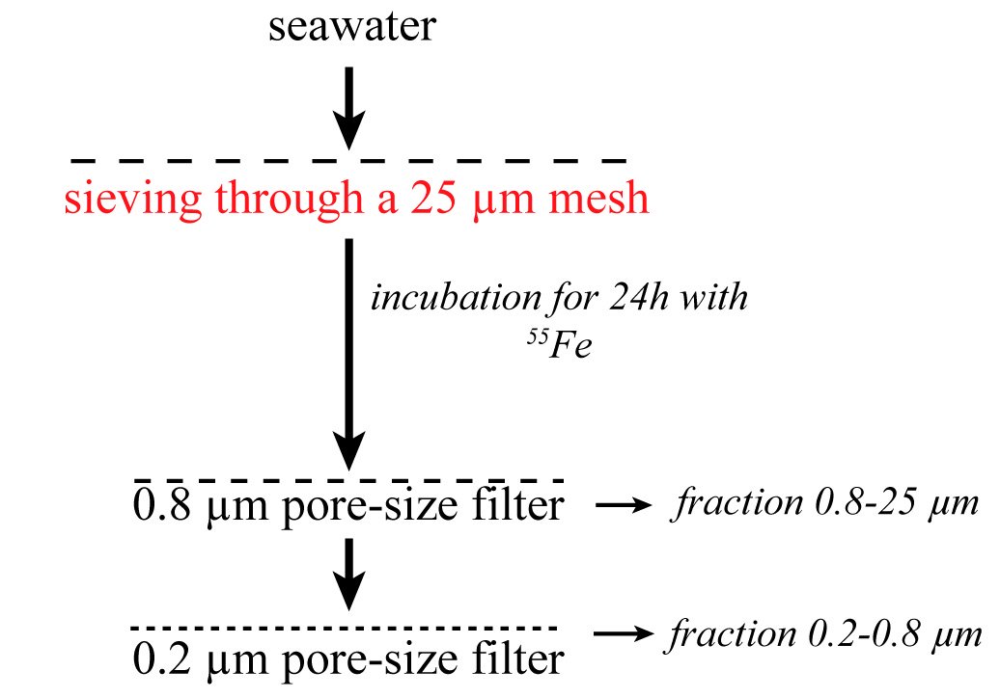 seawater
sieving through a 25 µm mesh
incubation for 24h with
⁵⁵Fe
0.8 µm pore-size filter
fraction 0.8-25 µm
0.2 µm pore-size filter
fraction 0.2-0.8 µm